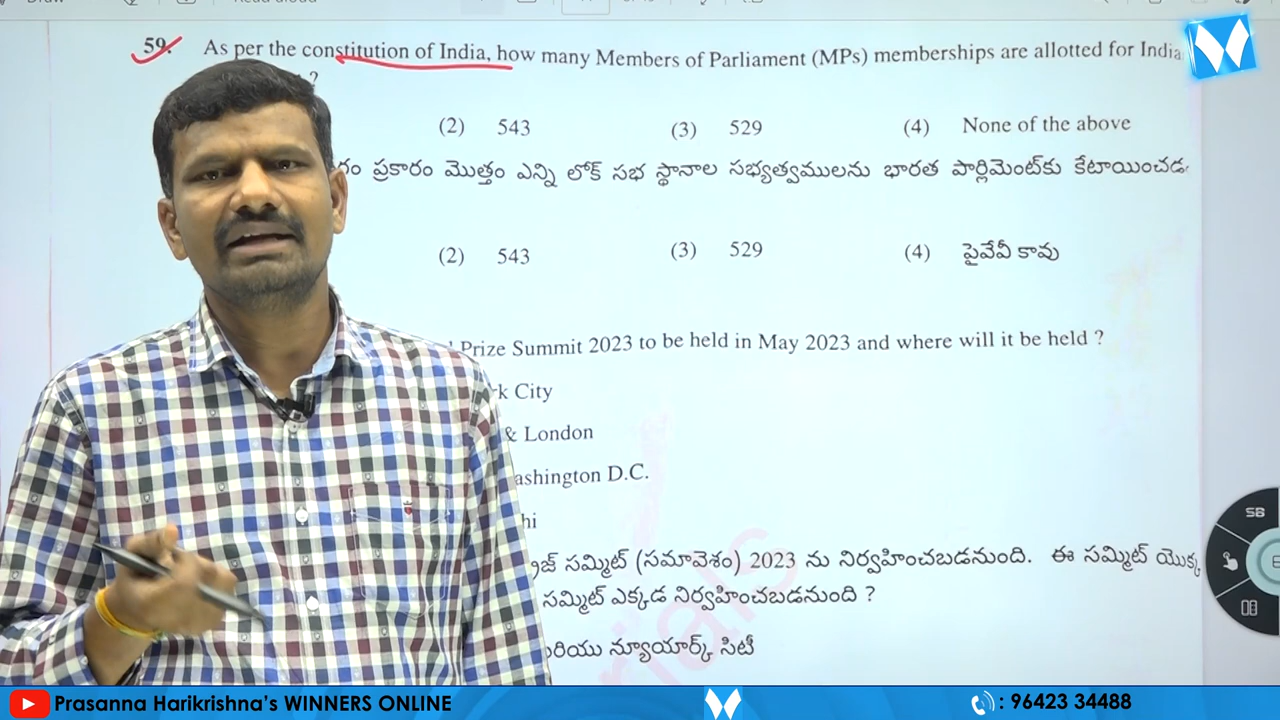 59. As per the constitution of India, how many Members of Parliament (MPs) memberships are allotted for India
?
(2) 543 (3) 529 (4) None of the above
ప్రకారం మొత్తం ఎన్ని లోక్ సభ స్థానాల సభ్యత్వములను భారత పార్లిమెంట్‌కు కేటాయించడ
(2) 543 (3) 529 (4) పైవేవీ కావు
Prize Summit 2023 to be held in May 2023 and where will it be held ?
City
& London
ashington D.C.
సమ్మిట్ (సమావేశం) 2023 ను నిర్వహించబడనుంది. ఈ సమ్మిట్ యొక్క
సమ్మిట్ ఎక్కడ నిర్వహించబడనుంది ?
న్యూయార్క్ సిటీ
Prasanna Harikrishna's WINNERS ONLINE
: 96423 34488